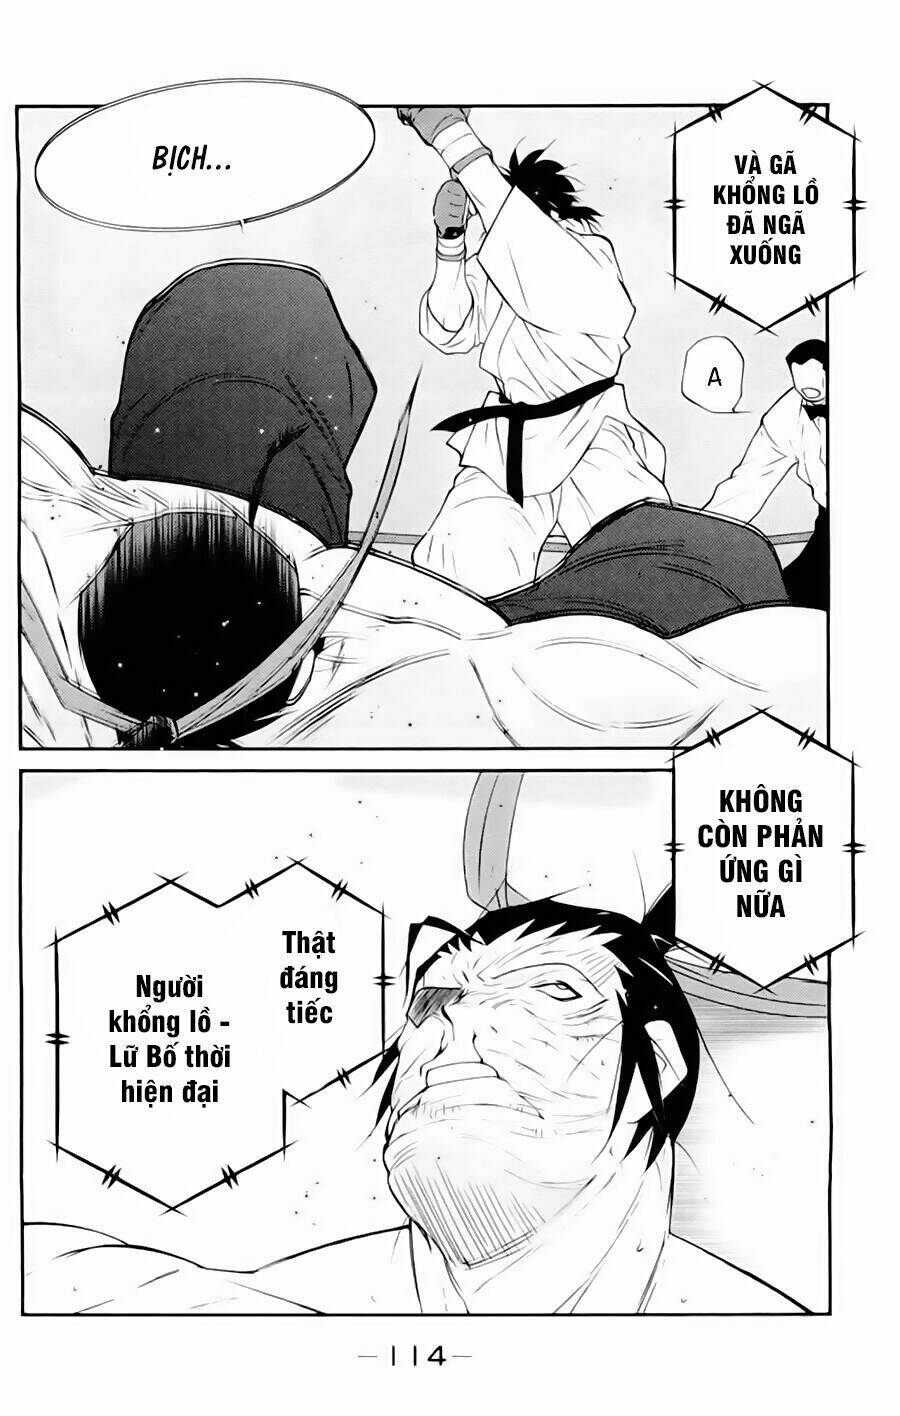 VÀ GÃ
KHỔNG LỒ
ĐÃ NGÃ
XUỐNG
BỊCH...
A
KHÔNG
CÒN PHẢN
ỨNG GÌ
NỮA
Thật
đáng
tiếc
Người
khổng lồ -
Lữ Bố thời
hiện đại
114